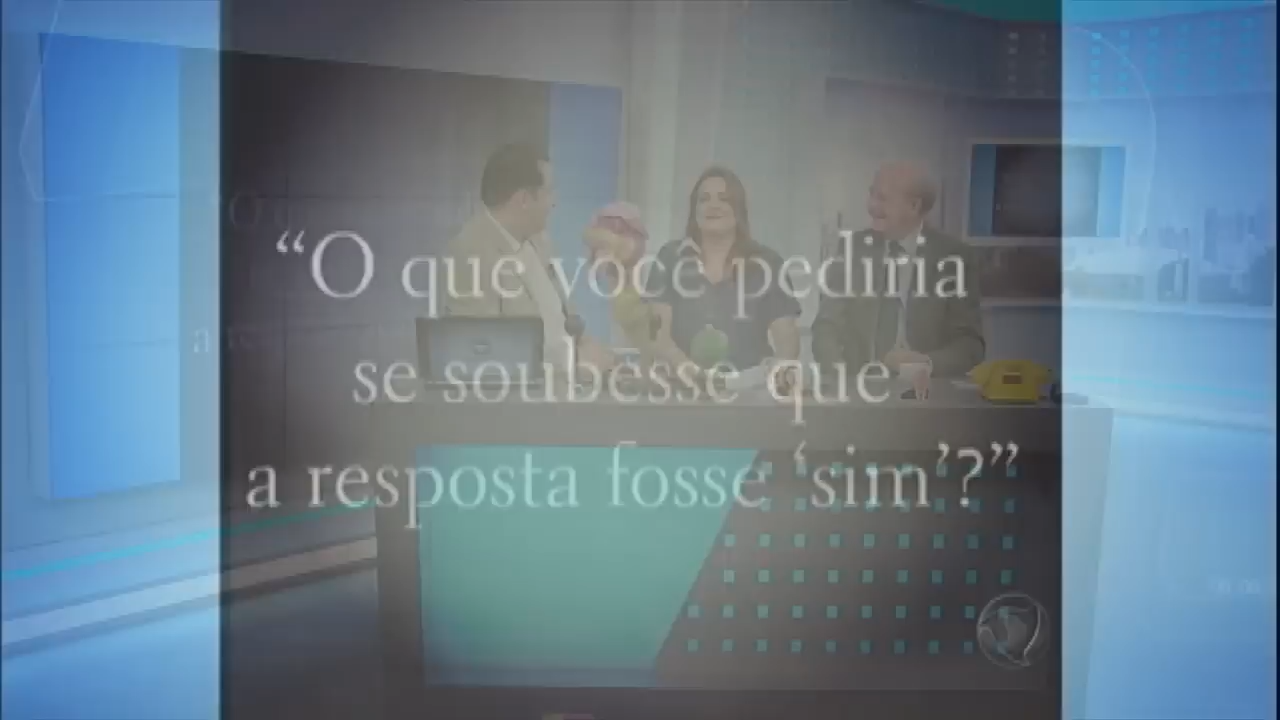 “O que você pediria
se soubesse que
a resposta fosse ‘sim’?”